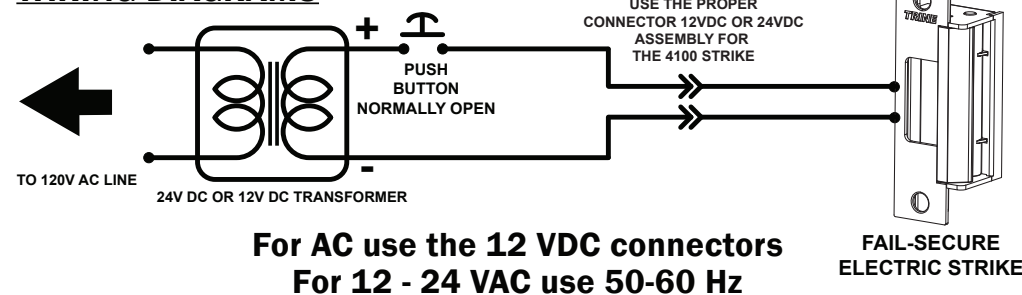 WIRING DIAGRAMS
USE THE PROPER
CONNECTOR 12VDC OR 24VDC
ASSEMBLY FOR
THE 4100 STRIKE
TRINE
+
PUSH
BUTTON
NORMALLY OPEN
-
TO 120V AC LINE
24V DC OR 12V DC TRANSFORMER
For AC use the 12 VDC connectors
For 12 - 24 VAC use 50-60 Hz
FAIL-SECURE
ELECTRIC STRIKE